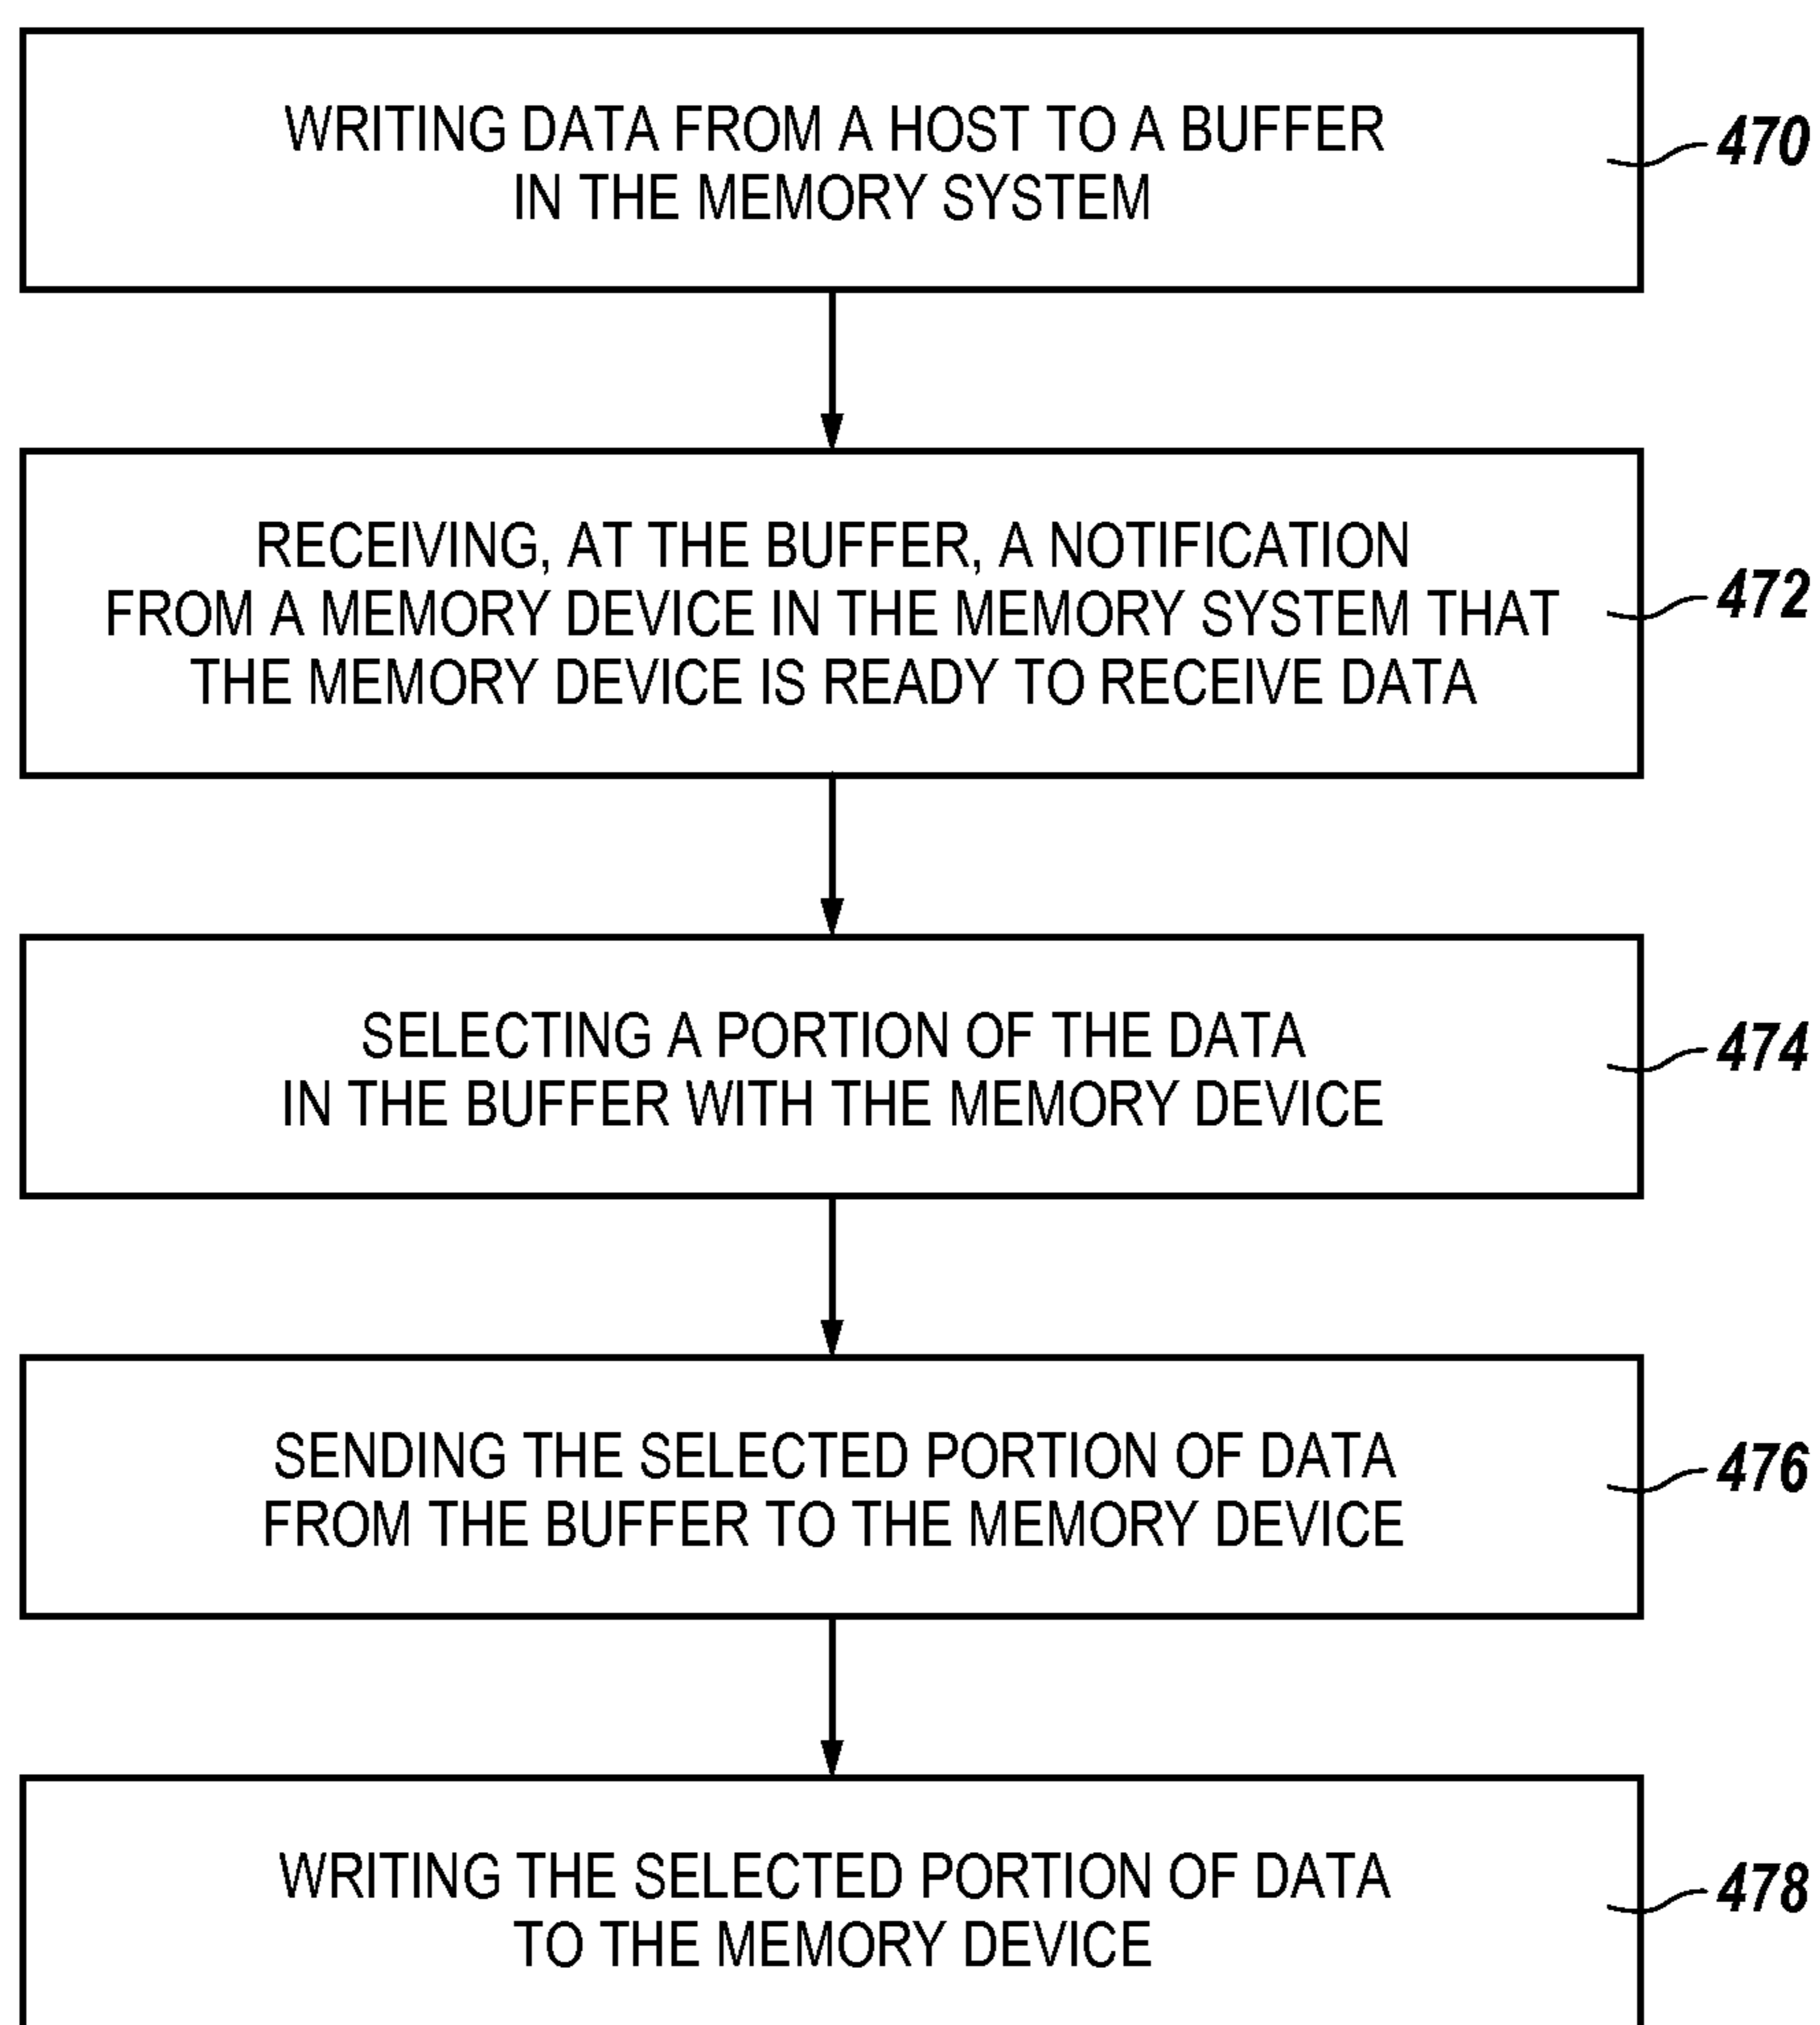 WRITING DATA FROM A HOST TO A BUFFER
IN THE MEMORY SYSTEM
470
RECEIVING, AT THE BUFFER, A NOTIFICATION
FROM A MEMORY DEVICE IN THE MEMORY SYSTEM THAT
THE MEMORY DEVICE IS READY TO RECEIVE DATA
472
SELECTING A PORTION OF THE DATA
IN THE BUFFER WITH THE MEMORY DEVICE
474
SENDING THE SELECTED PORTION OF DATA
FROM THE BUFFER TO THE MEMORY DEVICE
476
WRITING THE SELECTED PORTION OF DATA
TO THE MEMORY DEVICE
478